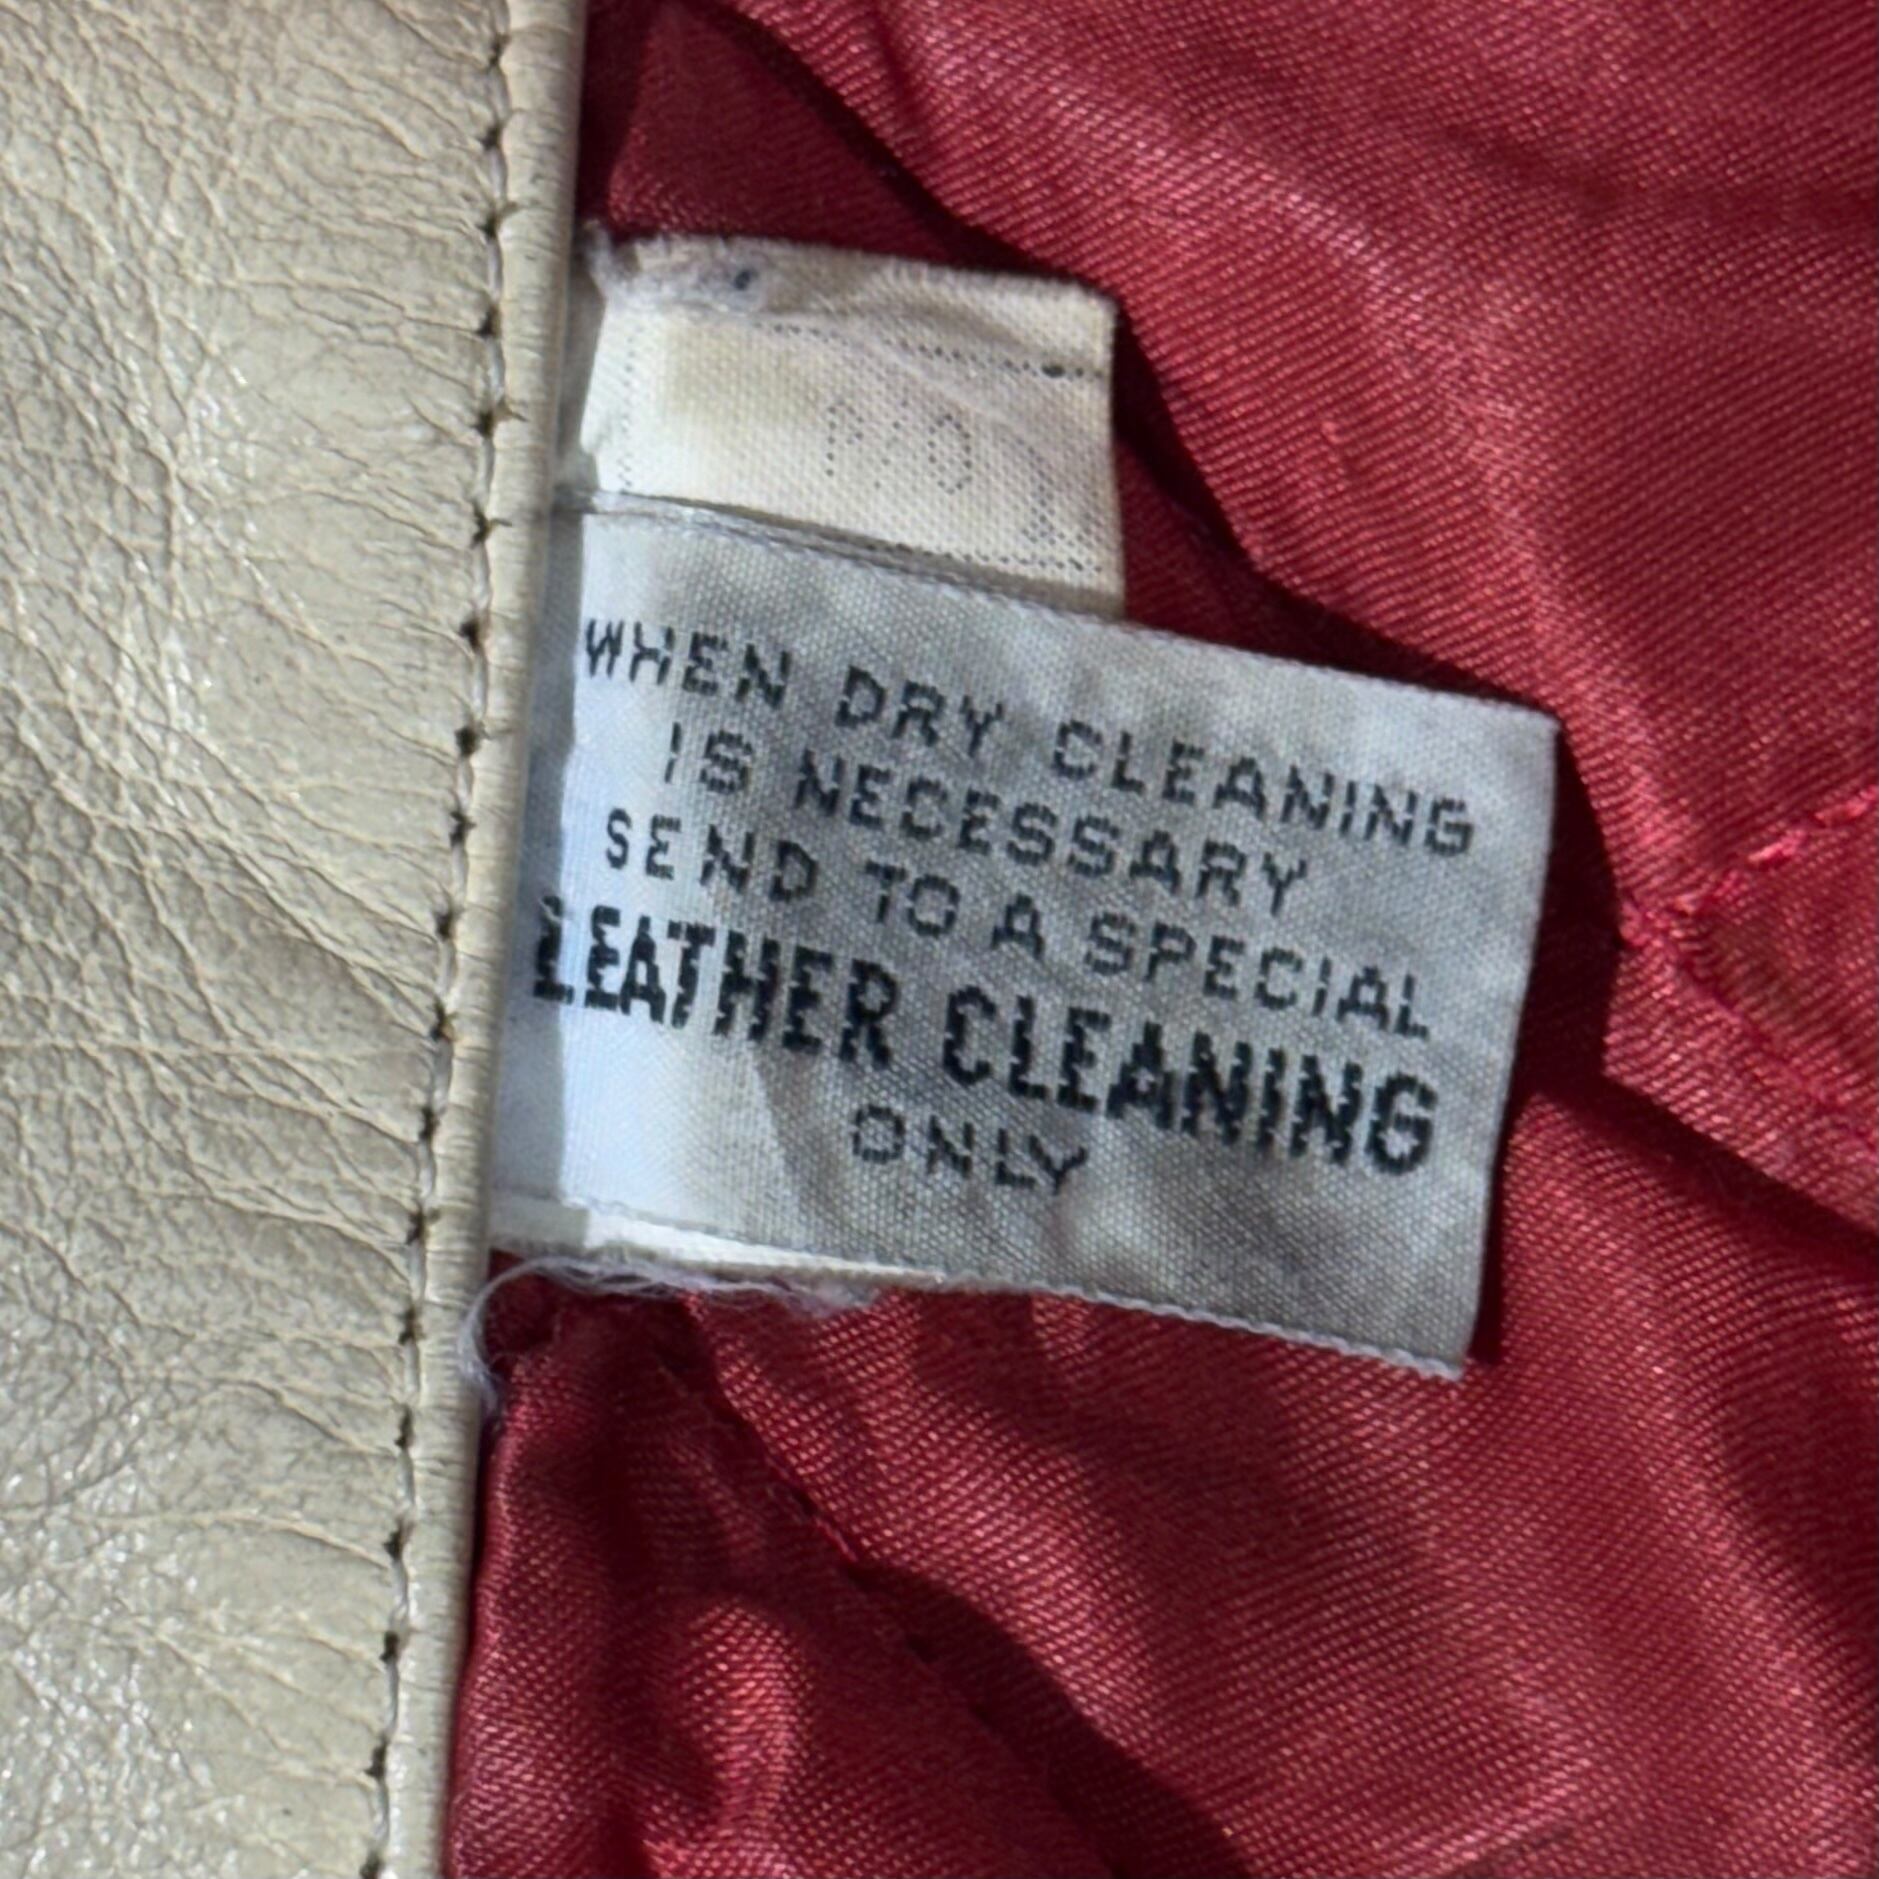 WHEN DRY CLEANING
IS NECESSARY
SEND TO A SPECIAL
LEATHER CLEANING
ONLY